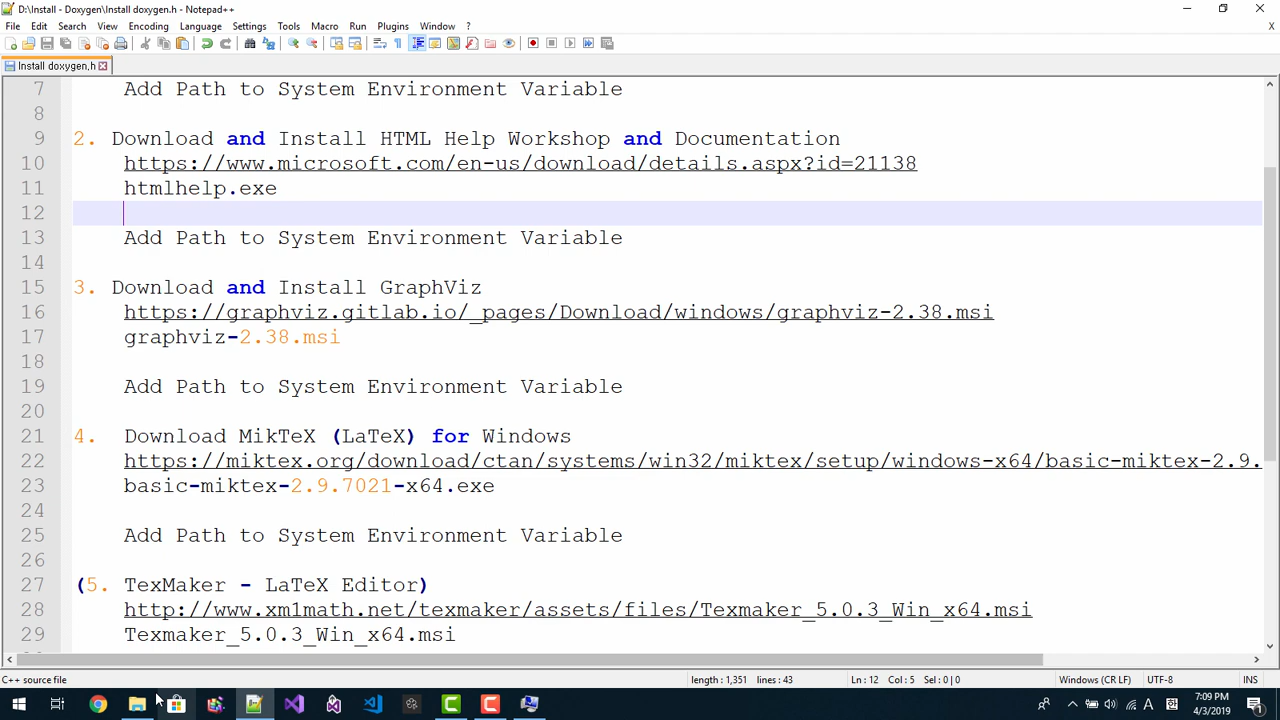 D:\Install - Doxygen\Install doxygen.h - Notepad++
File Edit Search View Encoding Language Settings Tools Macro Run Plugins Window ? X
Install doxygen.h
7 Add Path to System Environment Variable
8
9 2. Download and Install HTML Help Workshop and Documentation
10 https://www.microsoft.com/en-us/download/details.aspx?id=21138
11 htmlhelp.exe
12
13 Add Path to System Environment Variable
14
15 3. Download and Install GraphViz
16 https://graphviz.gitlab.io/_pages/Download/windows/graphviz-2.38.msi
17 graphviz-2.38.msi
18
19 Add Path to System Environment Variable
20
21 4. Download MikTeX (LaTeX) for Windows
22 https://miktex.org/download/ctan/systems/win32/miktex/setup/windows-x64/basic-miktex-2.9.
23 basic-miktex-2.9.7021-x64.exe
24
25 Add Path to System Environment Variable
26
27 (5. TexMaker - LaTeX Editor)
28 http://www.xm1math.net/texmaker/assets/files/Texmaker_5.0.3_Win_x64.msi
29 Texmaker_5.0.3_Win_x64.msi
C++ source file length : 1,351 lines : 43 Ln : 12 Col : 5 Sel : 0 | 0 Windows (CR LF) UTF-8 INS
A 7:09 PM
4/3/2019